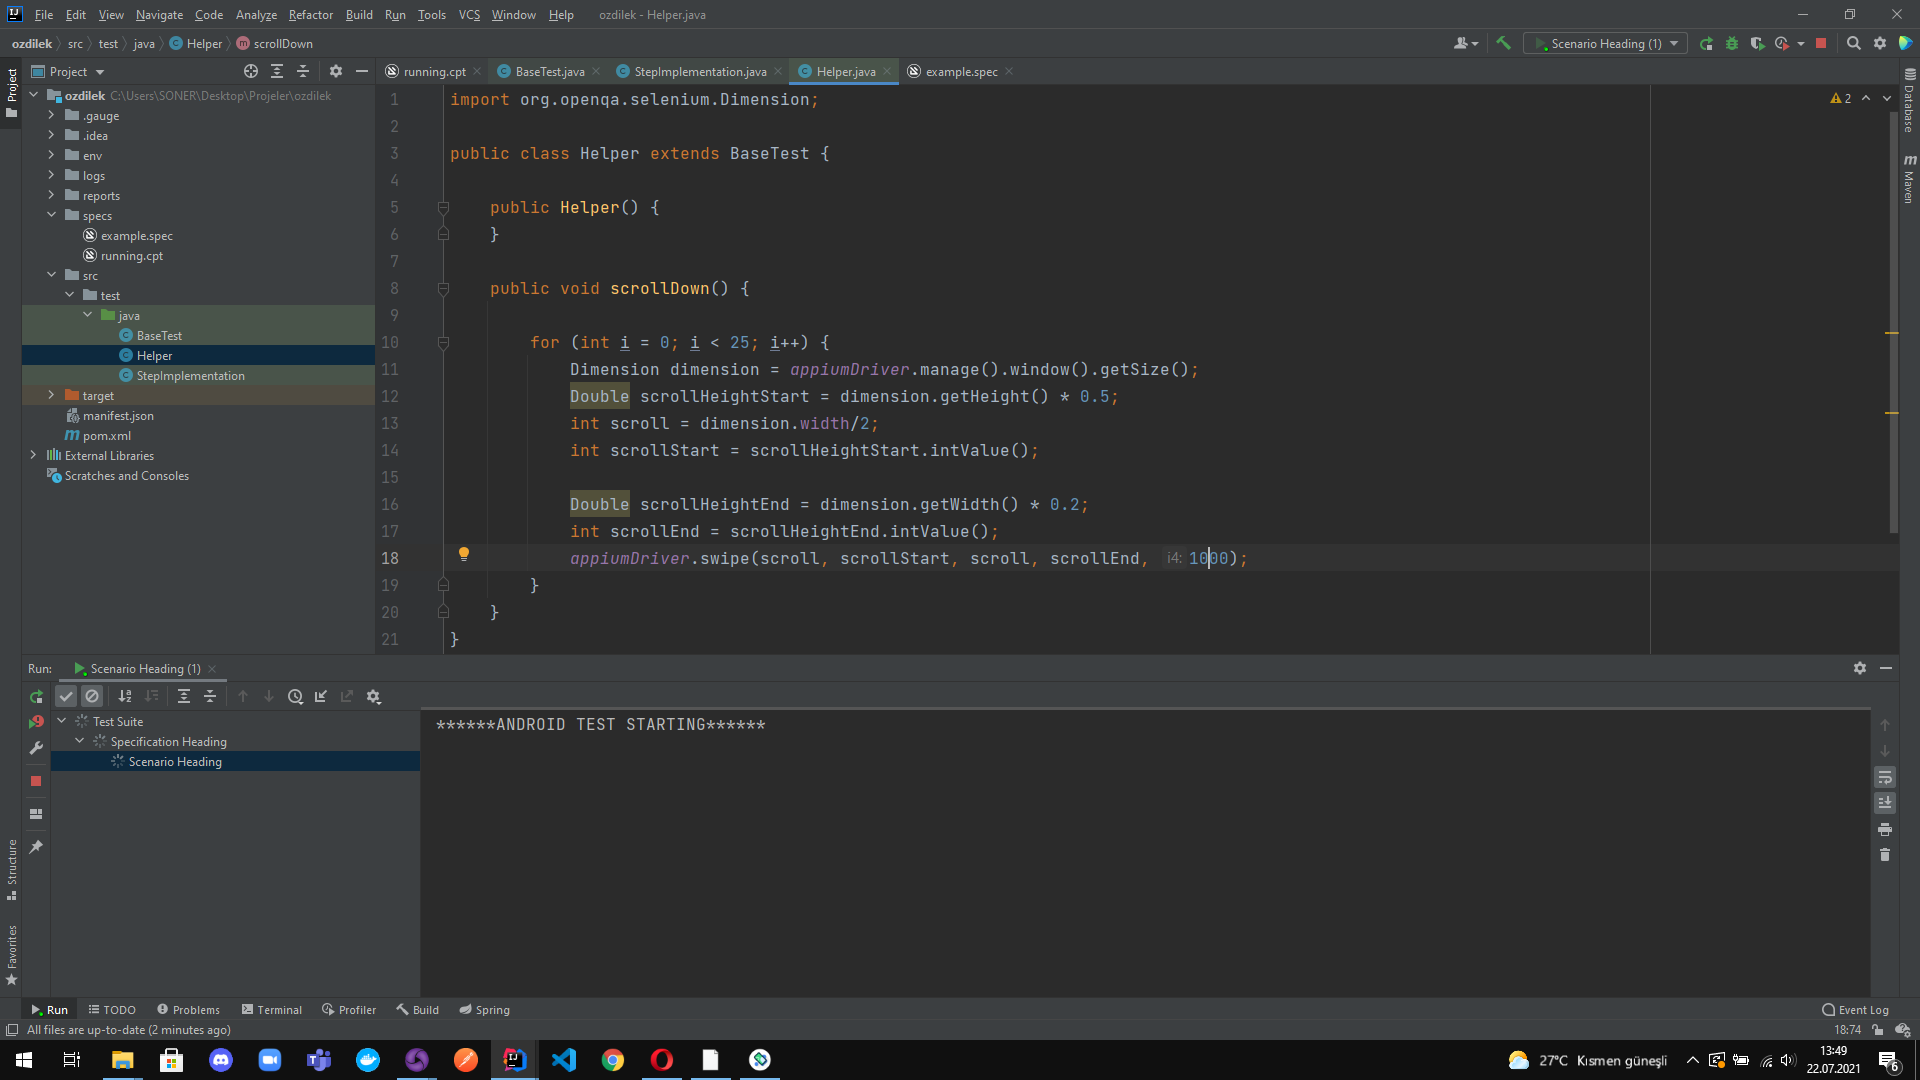 File Edit View Navigate Code Analyze Refactor Build Run Tools VCS Window Help ozdilek - Helper.java
ozdilek src test java Helper scrollDown
Scenario Heading (1)
Project
running.cpt
BaseTest.java
StepImplementation.java
Helper.java
example.spec
Project
ozdilek C:\Users\SONER\Desktop\Projeler\ozdilek
.gauge
.idea
env
logs
reports
specs
example.spec
running.cpt
src
test
java
BaseTest
Helper
StepImplementation
target
manifest.json
pom.xml
External Libraries
Scratches and Consoles
1 import org.openqa.selenium.Dimension;
2
3 public class Helper extends BaseTest {
4
5 public Helper() {
6 }
7
8 public void scrollDown() {
9
10 for (int i = 0; i < 25; i++) {
11 Dimension dimension = appiumDriver.manage().window().getSize();
12 Double scrollHeightStart = dimension.getHeight() * 0.5;
13 int scroll = dimension.width/2;
14 int scrollStart = scrollHeightStart.intValue();
15
16 Double scrollHeightEnd = dimension.getWidth() * 0.2;
17 int scrollEnd = scrollHeightEnd.intValue();
18 appiumDriver.swipe(scroll, scrollStart, scroll, scrollEnd, i4: 1000);
19 }
20 }
21 }
2
Database
Maven
Run: Scenario Heading (1)
Test Suite
Specification Heading
Scenario Heading
******ANDROID TEST STARTING******
Structure
Favorites
Run TODO Problems Terminal Profiler Build Spring
Event Log
All files are up-to-date (2 minutes ago)
18:74
27°C Kısmen güneşli
13:49
22.07.2021
6